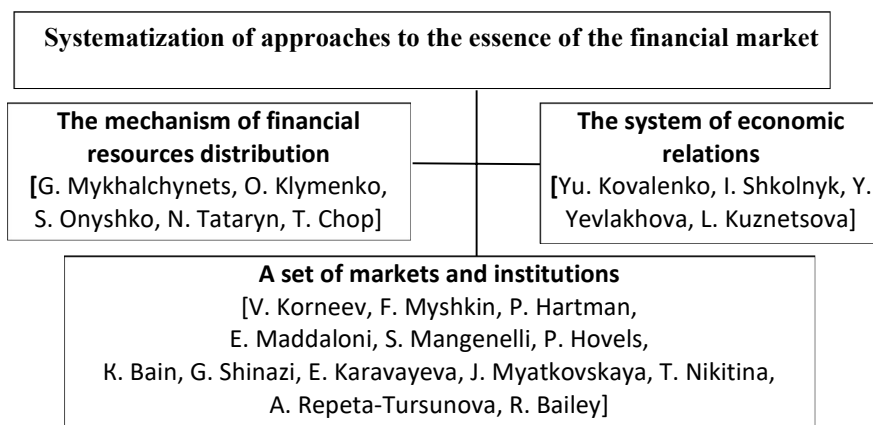 Systematization of approaches to the essence of the financial market
The mechanism of financial
resources distribution
[G. Mykhalchynets, O. Klymenko,
S. Onyshko, N. Tataryn, T. Chop]
The system of economic
relations
[Yu. Kovalenko, I. Shkolnyk, Y.
Yevlakhova, L. Kuznetsova]
A set of markets and institutions
[V. Korneev, F. Myshkin, P. Hartman,
E. Maddaloni, S. Mangenelli, P. Hovels,
К. Bain, G. Shinazi, E. Karavayeva, J. Myatkovskaya, T. Nikitina,
A. Repeta-Tursunova, R. Bailey]